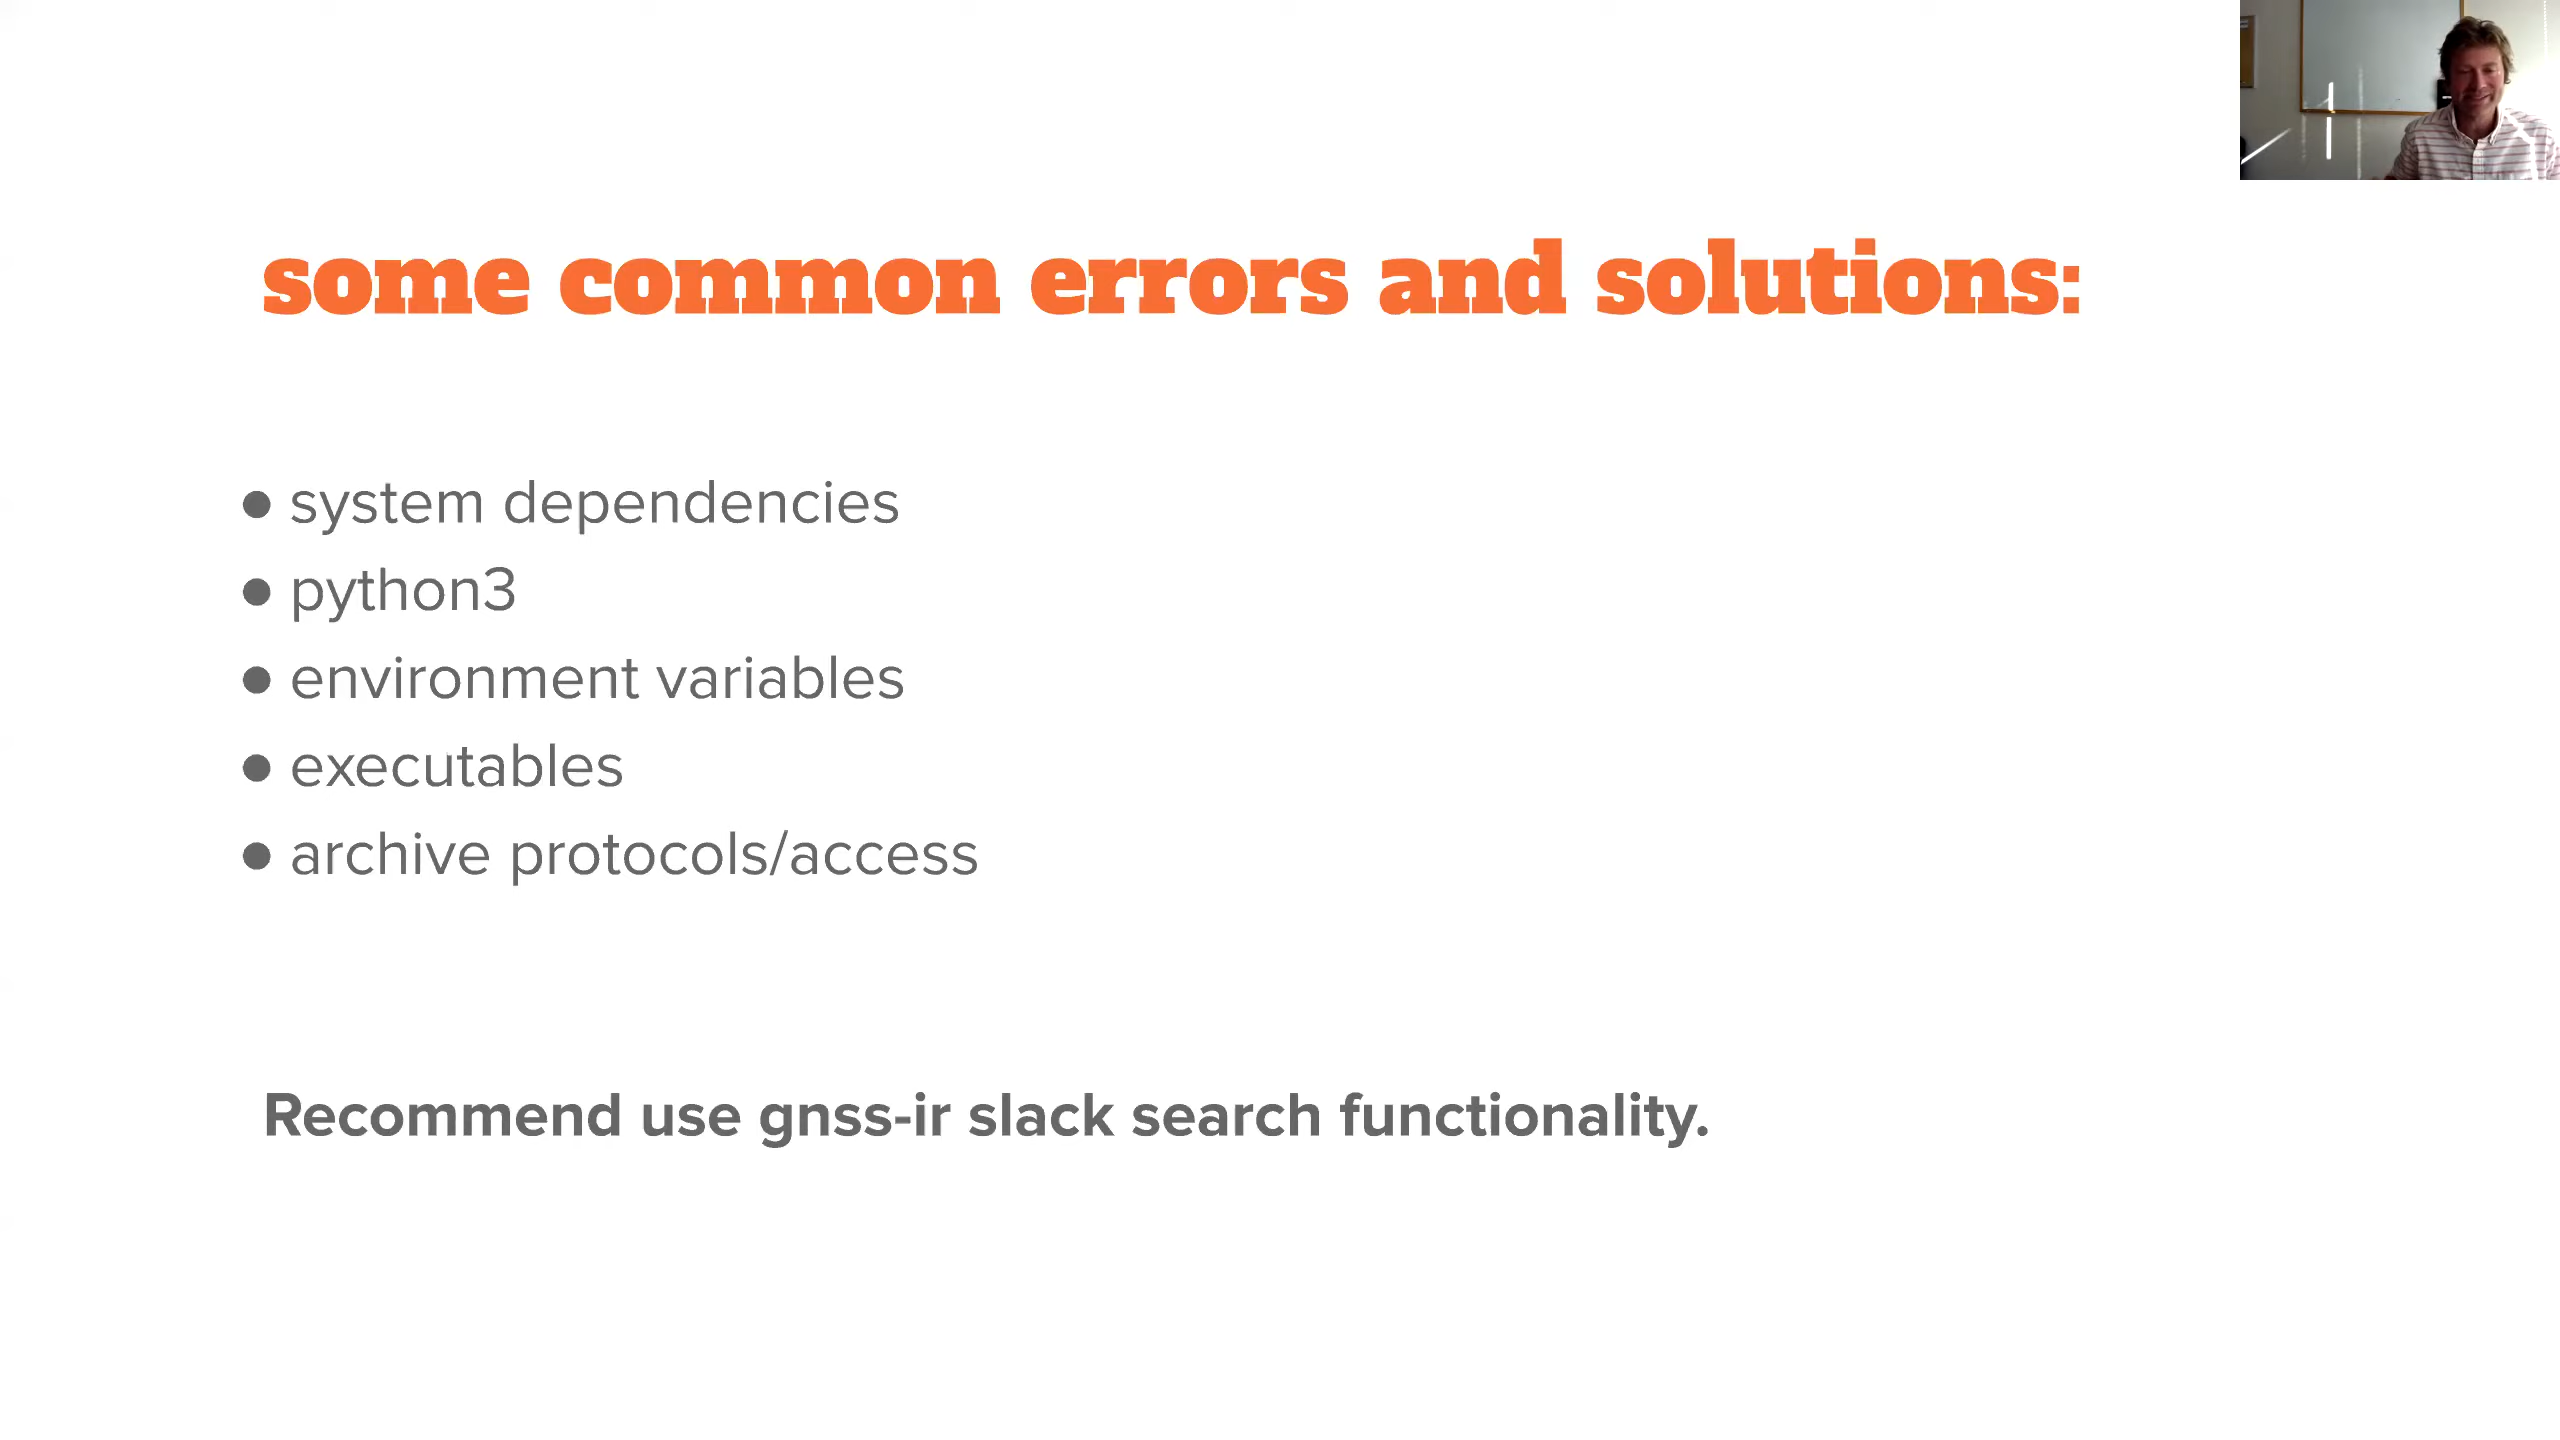 some common errors and solutions:
● system dependencies
● python3
● environment variables
● executables
● archive protocols/access
Recommend use gnss-ir slack search functionality.